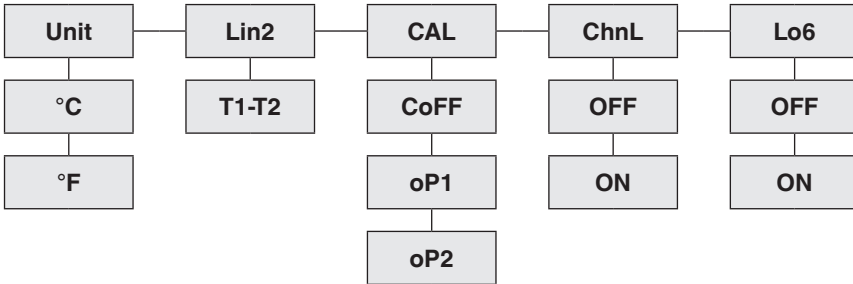 Unit Lin2 CAL ChnL Lo6
°C T1-T2 CoFF OFF OFF
°F oP1 ON ON
oP2